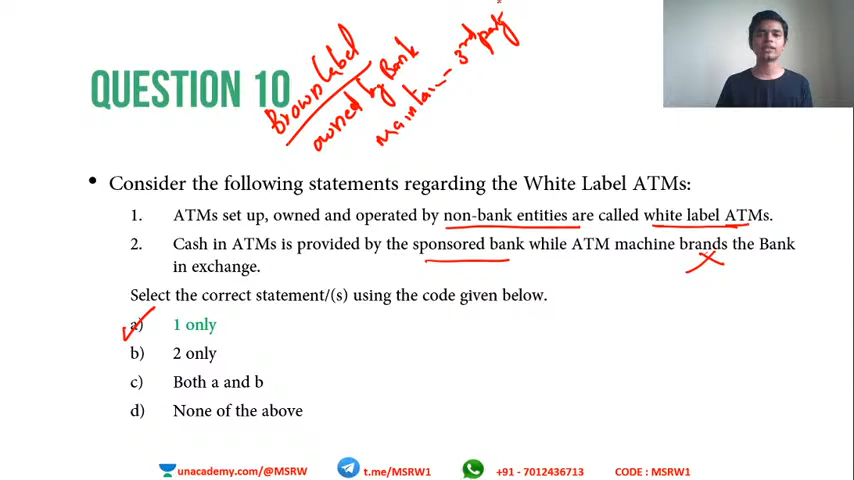 QUESTION 10
Brown label
owned by Bank
Maintain - 3rd party
• Consider the following statements regarding the White Label ATMs:
1. ATMs set up, owned and operated by non-bank entities are called white label ATMs.
2. Cash in ATMs is provided by the sponsored bank while ATM machine brands the Bank
in exchange.
Select the correct statement/(s) using the code given below.
a) 1 only
b) 2 only
c) Both a and b
d) None of the above
unacademy.com/@MSRW t.me/MSRW1 +91 - 7012436713 CODE : MSRW1